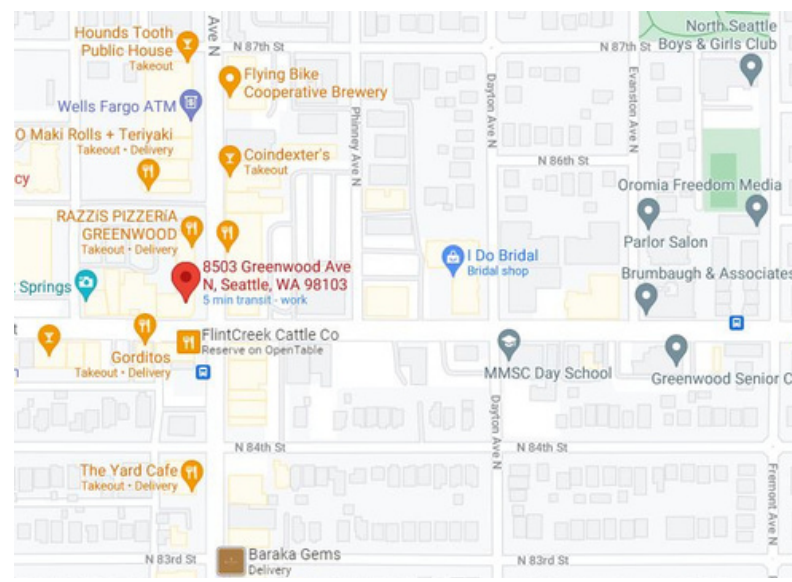 Hounds Tooth
Public House
Takeout
Ave N
N 87th St
N 87th St
North Seattle
Boys & Girls Club
Flying Bike
Cooperative Brewery
Wells Fargo ATM
Phinney Ave N
Dayton Ave N
Evanston Ave N
O Maki Rolls + Teriyaki
Takeout • Delivery
Coindexter's
Takeout
N 86th St
cy
Oromia Freedom Media
RAZZiS PIZZERiA
GREENWOOD
Takeout • Delivery
Parlor Salon
8503 Greenwood Ave
N, Seattle, WA 98103
5 min transit - work
I Do Bridal
Bridal shop
Springs
Brumbaugh & Associates
t
FlintCreek Cattle Co
Reserve on OpenTable
Gorditos
Takeout • Delivery
n
MMSC Day School
Greenwood Senior C
Dayton Ave N
N 84th St
N 84th St
The Yard Cafe
Takeout • Delivery
Fremont Ave N
N 83rd St
Baraka Gems
Delivery
N 83rd St